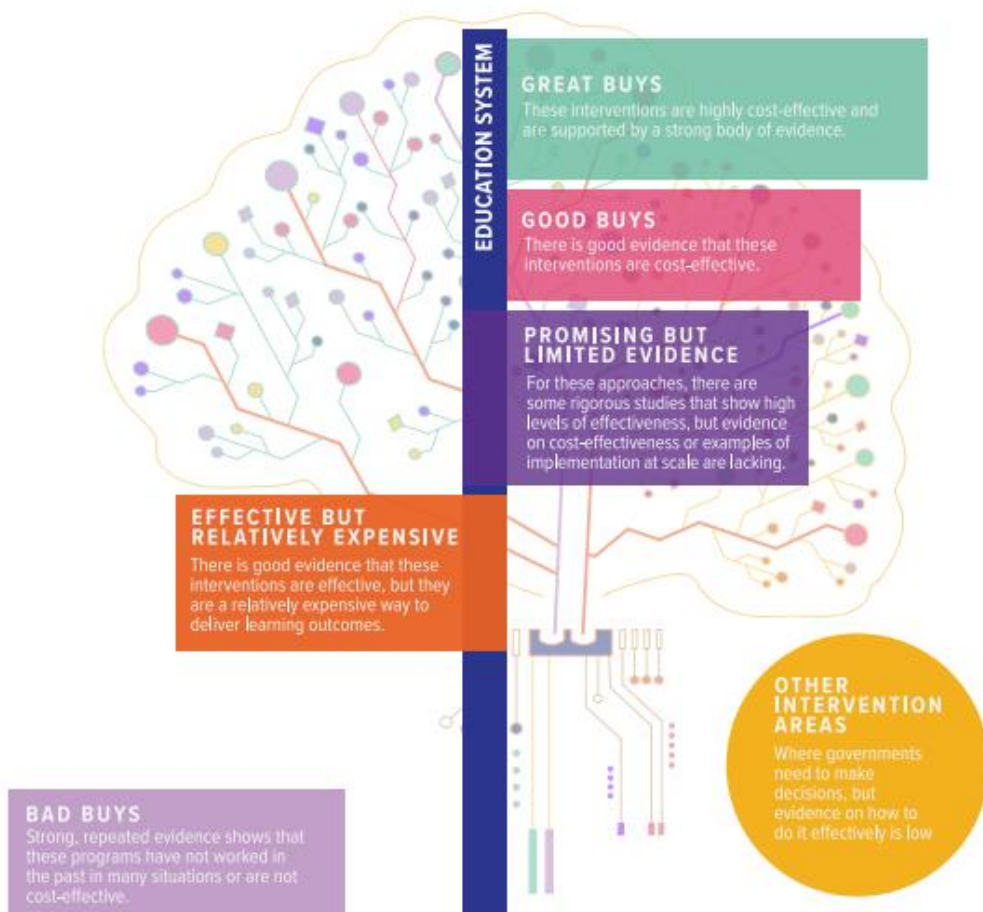 EDUCATION SYSTEM
GREAT BUYS
These interventions are highly cost-effective and
are supported by a strong body of evidence.
GOOD BUYS
There is good evidence that these
interventions are cost-effective.
PROMISING BUT
LIMITED EVIDENCE
For these approaches, there are
some rigorous studies that show high
levels of effectiveness, but evidence
on cost-effectiveness or examples of
implementation at scale are lacking.
EFFECTIVE BUT
RELATIVELY EXPENSIVE
There is good evidence that these
interventions are effective, but they
are a relatively expensive way to
deliver learning outcomes.
OTHER
INTERVENTION
AREAS
Where governments
need to make
decisions, but
evidence on how to
do it effectively is low
BAD BUYS
Strong, repeated evidence shows that
these programs have not worked in
the past in many situations or are not
cost-effective.